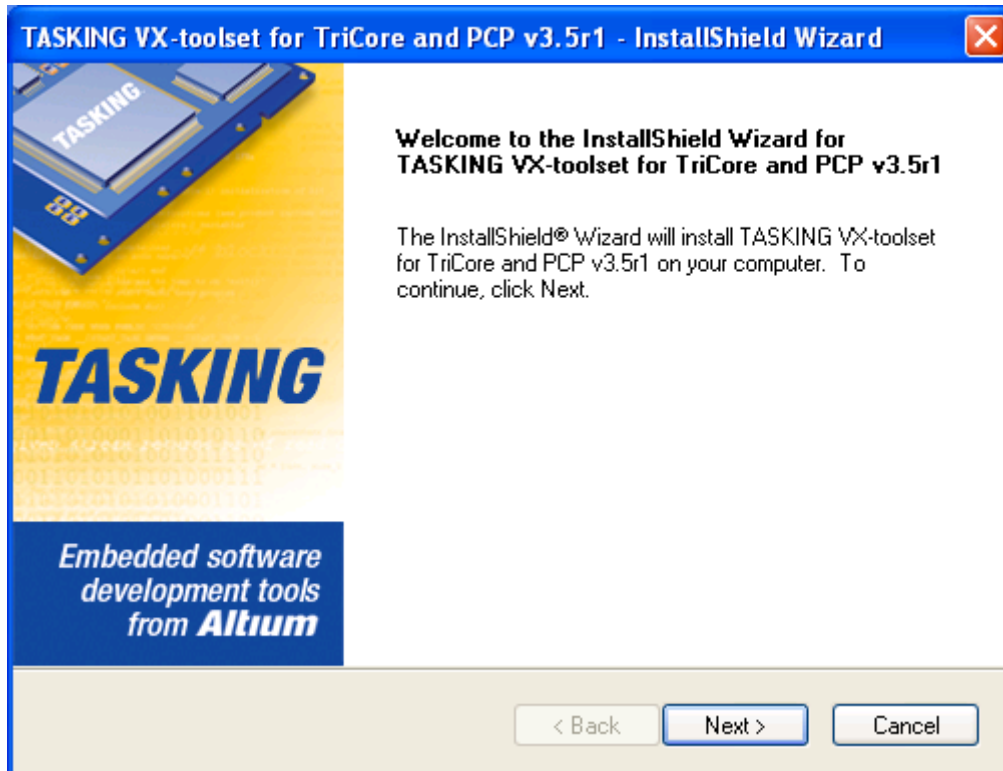 TASKING VX-toolset for TriCore and PCP v3.5r1 - InstallShield Wizard
TASKING
Welcome to the InstallShield Wizard for
TASKING VX-toolset for TriCore and PCP v3.5r1
The InstallShield® Wizard will install TASKING VX-toolset
for TriCore and PCP v3.5r1 on your computer.  To
continue, click Next.
TASKING
Embedded software
development tools
from Altium
< Back
Next >
Cancel